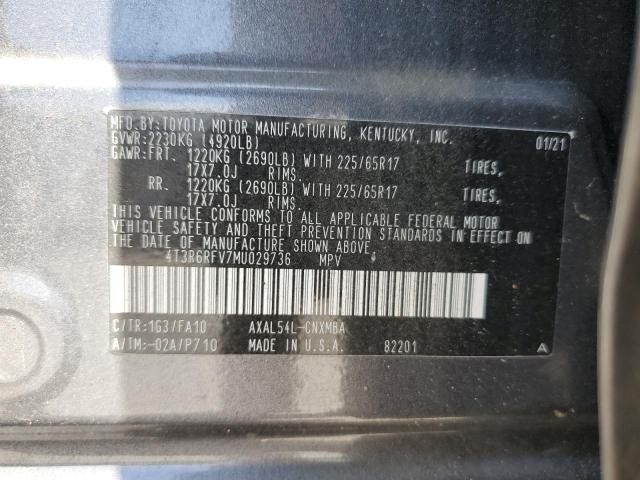 MFD.BY:TOYOTA MOTOR MANUFACTURING, KENTUCKY, INC. 01/21
GVWR:2230KG (4920LB)
GAWR:FRT. 1220KG (2690LB) WITH 225/65R17 TIRES,
17X7.0J RIMS,
RR. 1220KG (2690LB) WITH 225/65R17 TIRES,
17X7.0J RIMS.
THIS VEHICLE CONFORMS TO ALL APPLICABLE FEDERAL MOTOR
VEHICLE SAFETY AND THEFT PREVENTION STANDARDS IN EFFECT ON
THE DATE OF MANUFACTURE SHOWN ABOVE.
4T3R6RFV7MU029736 MPV
C/TR:1G3/FA10 AXAL54L-CNXMBA
A/TM:-02A/P710 MADE IN U.S.A. 82201 A